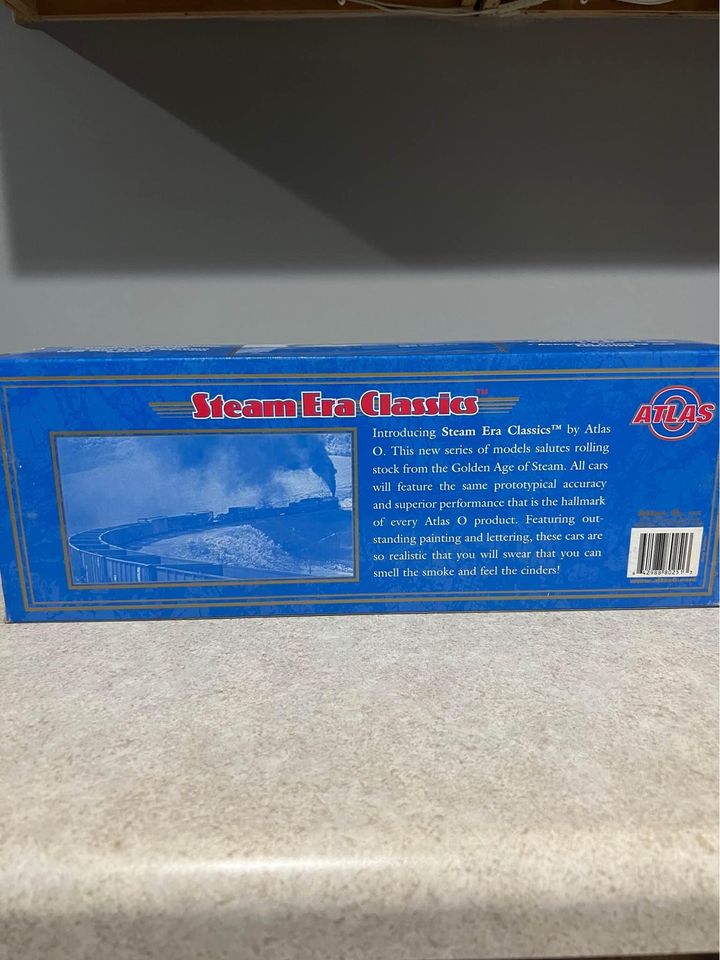 Steam Era Classics™
ATLAS
O
Introducing Steam Era Classics™ by Atlas
O. This new series of models salutes rolling
stock from the Golden Age of Steam. All cars
will feature the same prototypical accuracy
and superior performance that is the hallmark
of every Atlas O product. Featuring out-
standing painting and lettering, these cars are
so realistic that you will swear that you can
smell the smoke and feel the cinders!
www.atlasO.com